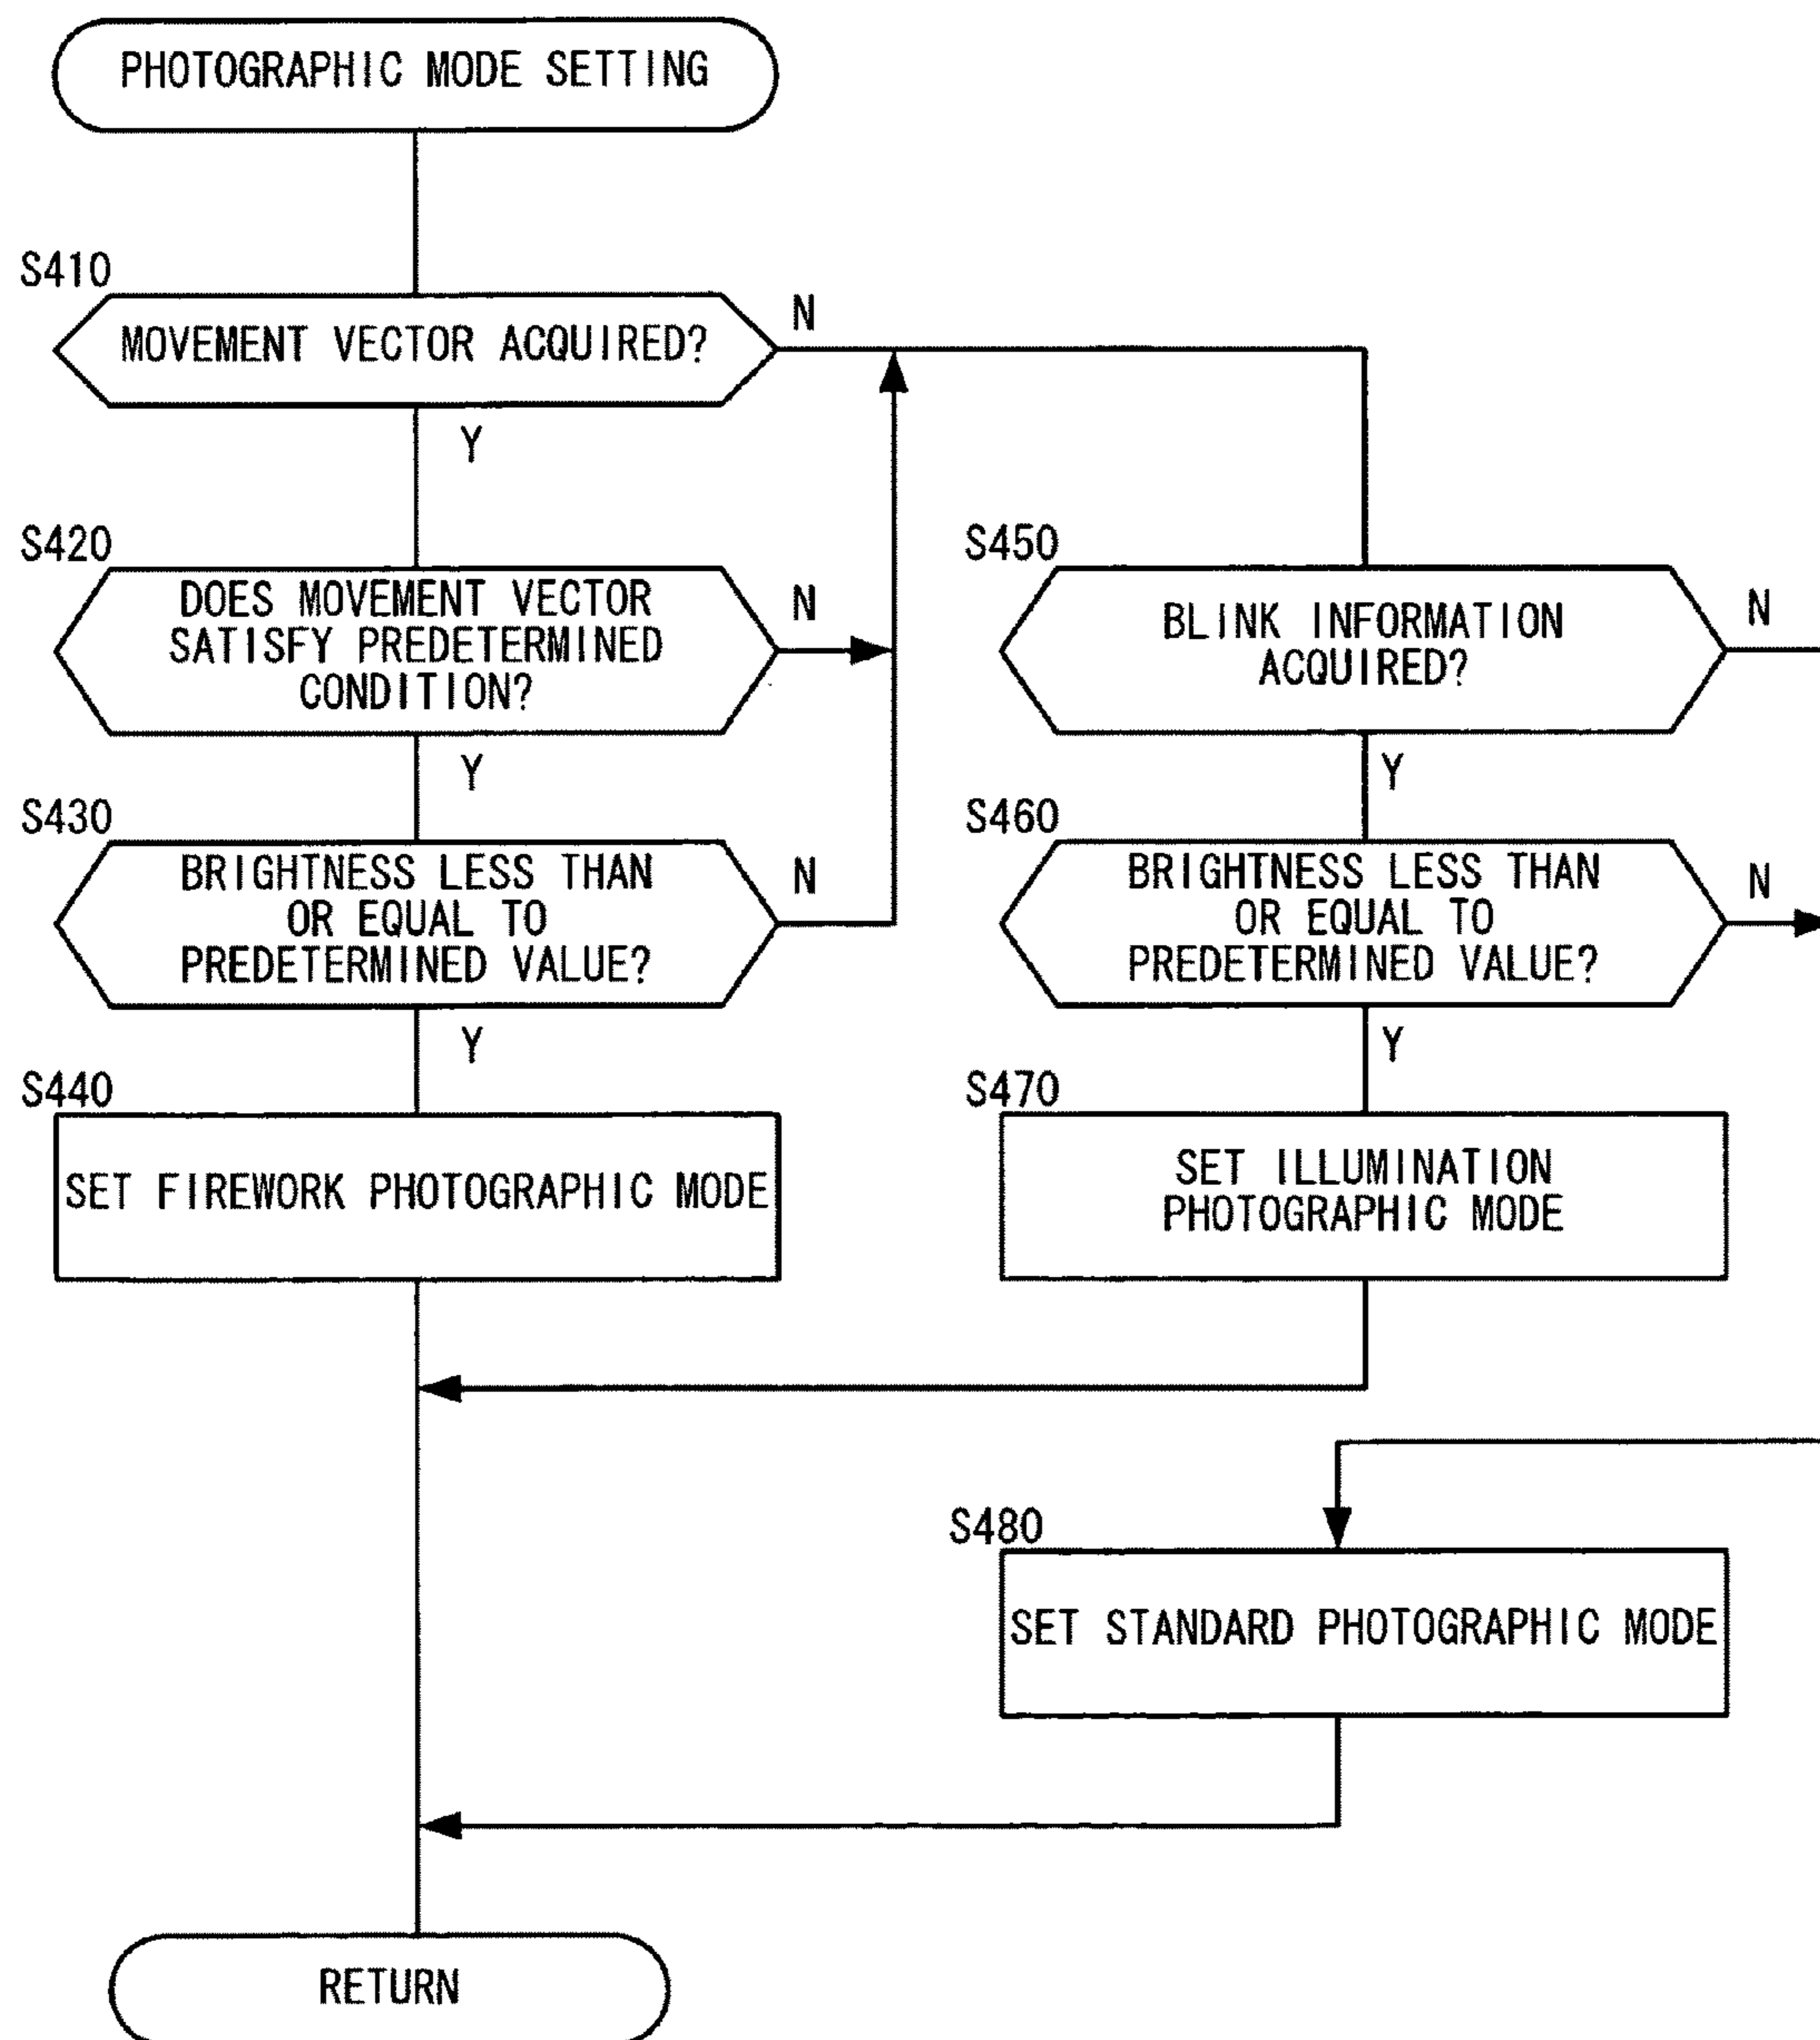 PHOTOGRAPHIC MODE SETTING
S410
MOVEMENT VECTOR ACQUIRED?
N
Y
S420
DOES MOVEMENT VECTOR
SATISFY PREDETERMINED
CONDITION?
N
Y
S430
BRIGHTNESS LESS THAN
OR EQUAL TO
PREDETERMINED VALUE?
N
Y
S440
SET FIREWORK PHOTOGRAPHIC MODE
S450
BLINK INFORMATION
ACQUIRED?
N
Y
S460
BRIGHTNESS LESS THAN
OR EQUAL TO
PREDETERMINED VALUE?
N
Y
S470
SET ILLUMINATION
PHOTOGRAPHIC MODE
S480
SET STANDARD PHOTOGRAPHIC MODE
RETURN